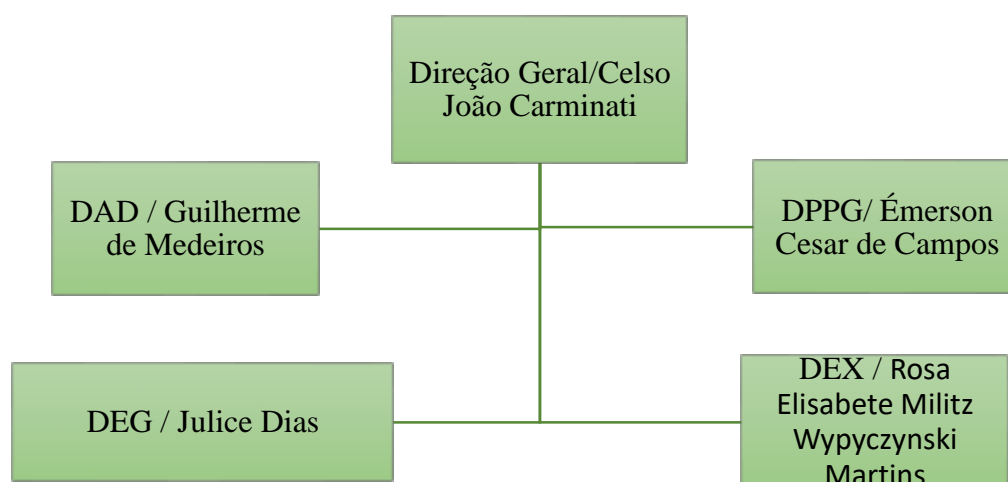 Direção Geral/Celso
João Carminati
DAD / Guilherme
de Medeiros
DPPG/ Émerson
Cesar de Campos
DEG / Julice Dias
DEX / Rosa
Elisabete Militz
Wypyczynski
Martins